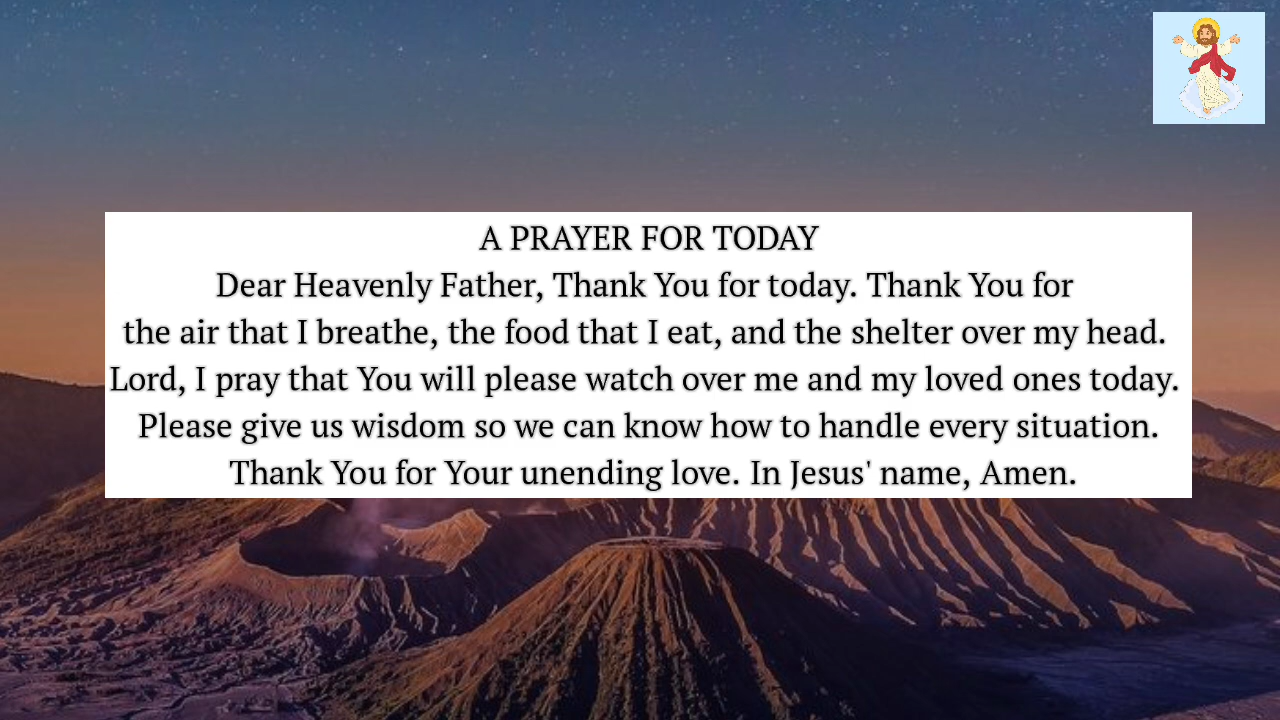 A PRAYER FOR TODAY
Dear Heavenly Father, Thank You for today. Thank You for
the air that I breathe, the food that I eat, and the shelter over my head.
Lord, I pray that You will please watch over me and my loved ones today.
Please give us wisdom so we can know how to handle every situation.
Thank You for Your unending love. In Jesus' name, Amen.